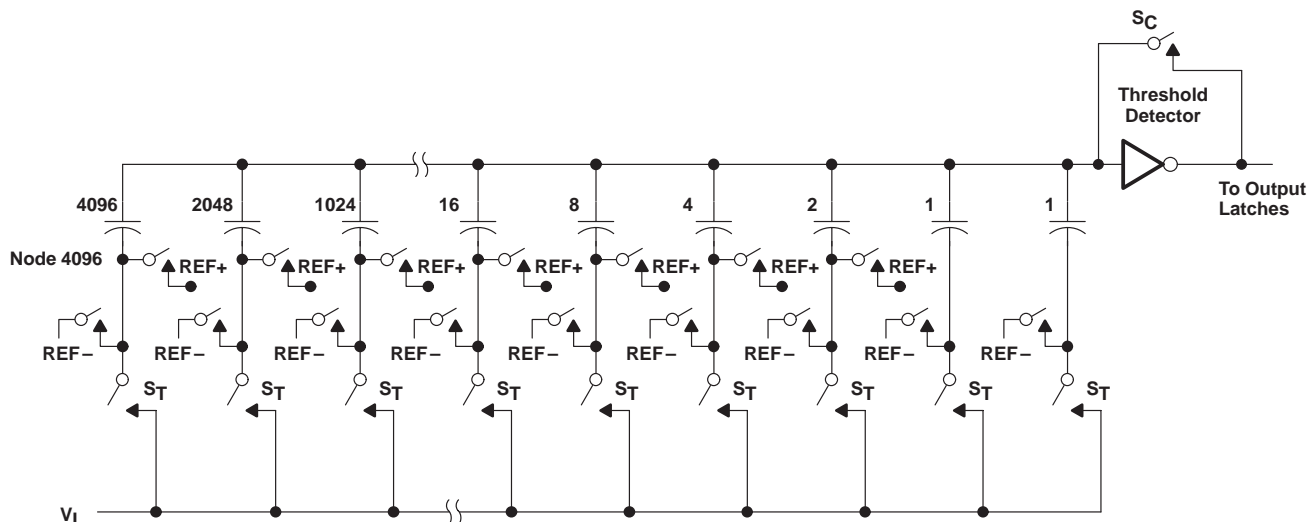 SC
Threshold
Detector
To Output
Latches
4096 2048 1024 16 8 4 2 1 1
Node 4096 REF+ REF+ REF+ REF+ REF+ REF+ REF+
REF− REF− REF− REF− REF− REF− REF− REF− REF−
ST ST ST ST ST ST ST ST ST
VI